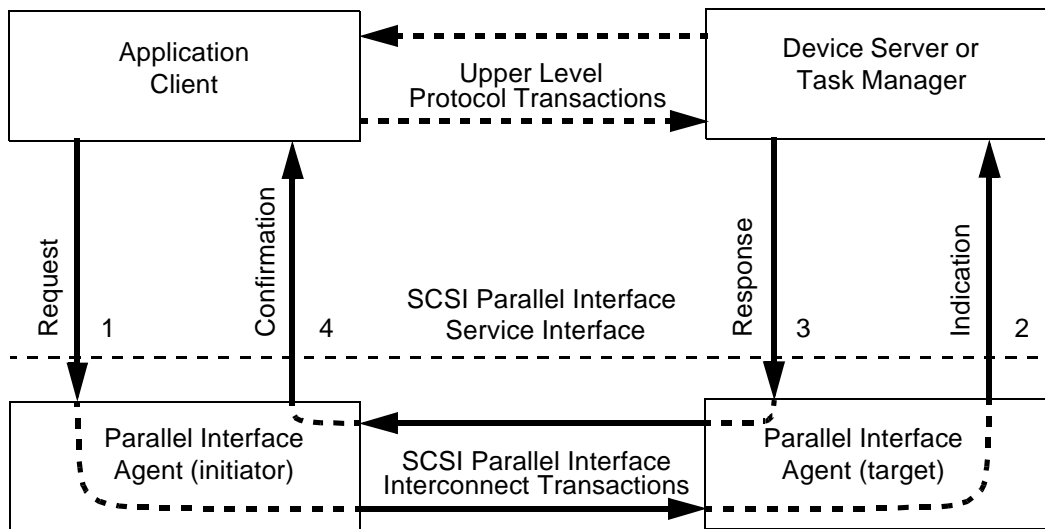 Application
Client
Upper Level
Protocol Transactions
Device Server or
Task Manager
Request
1
Confirmation
4
SCSI Parallel Interface
Service Interface
Response
3
Indication
2
Parallel Interface
Agent (initiator)
SCSI Parallel Interface
Interconnect Transactions
Parallel Interface
Agent (target)